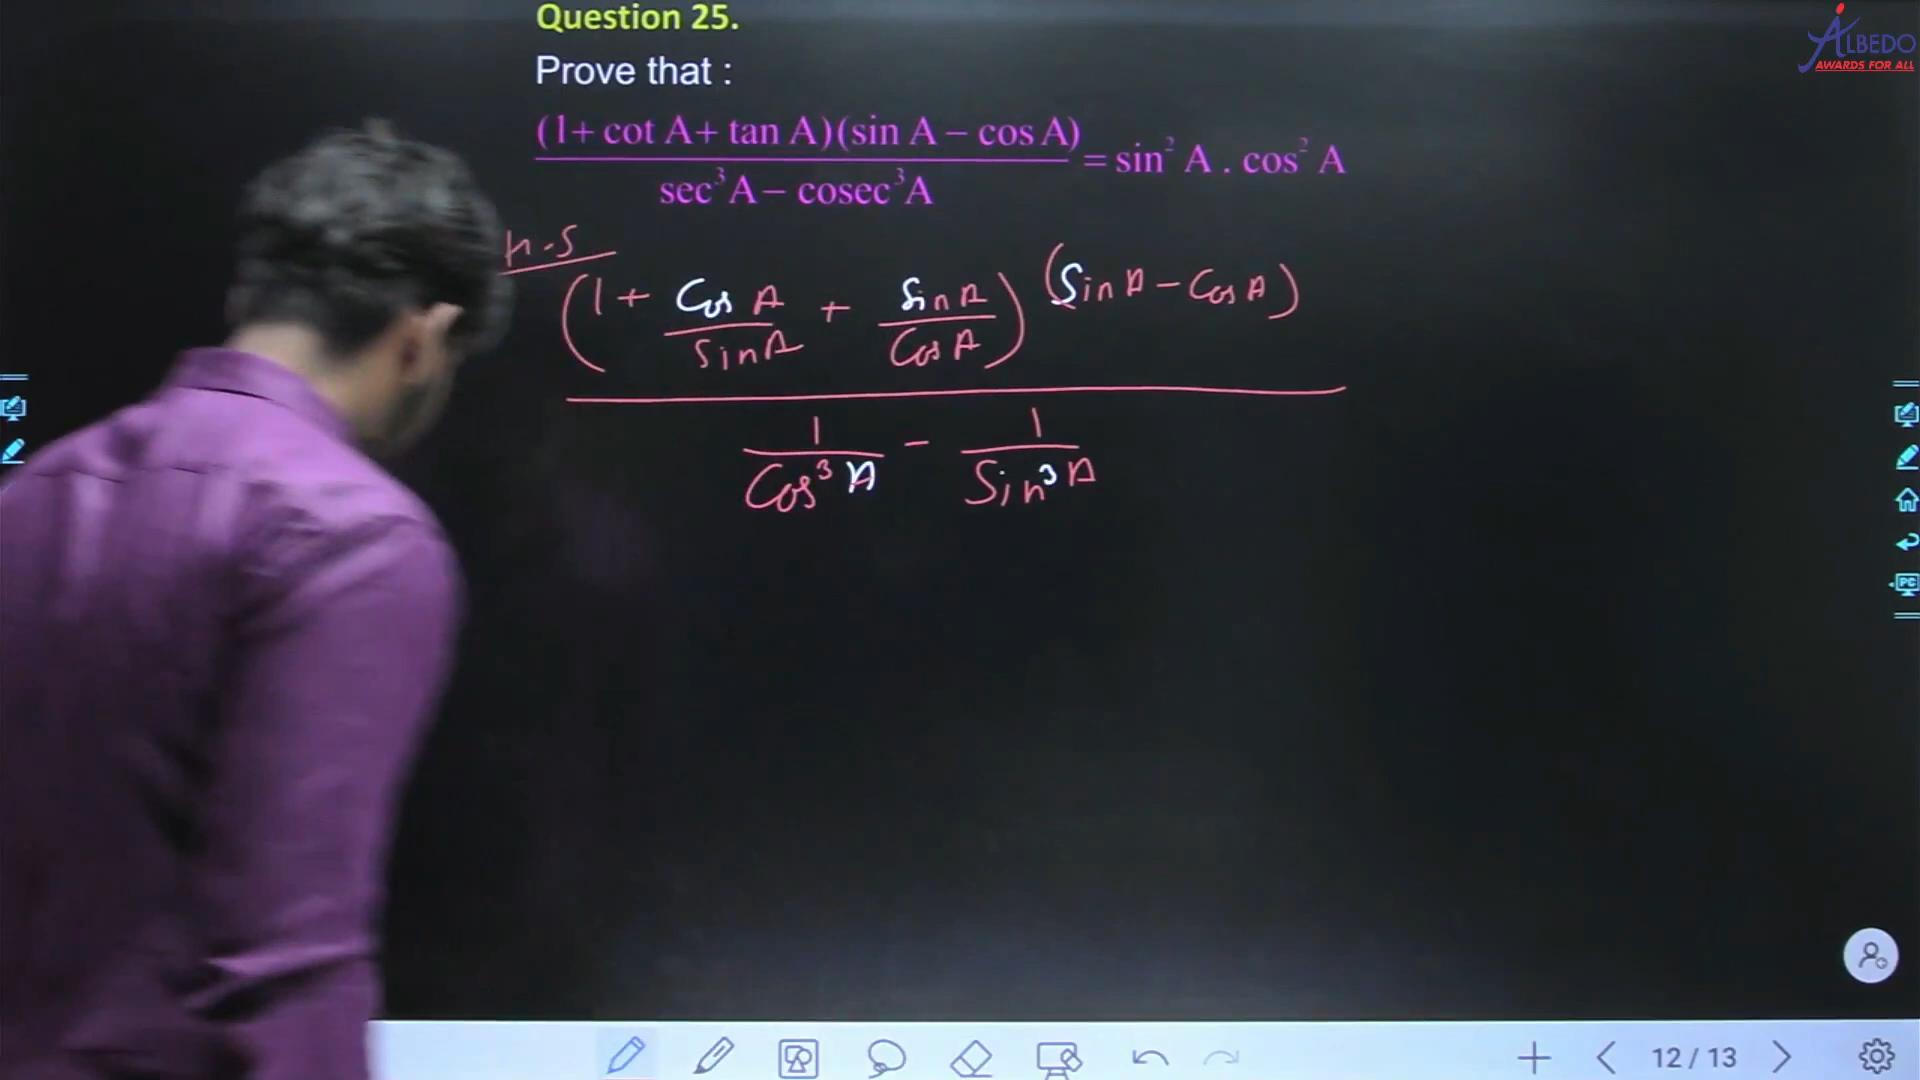 ALBEDO
AWARDS FOR ALL
Question 25.
Prove that :
(1+ cot A+ tan A)(sin A – cos A) / sec³A – cosec³A = sin² A . cos² A
H-S
(1 + Cos A / Sin A + Sin A / Cos A) (Sin A - Cos A)
1 / Cos³ A - 1 / Sin³ A
PC
12 / 13